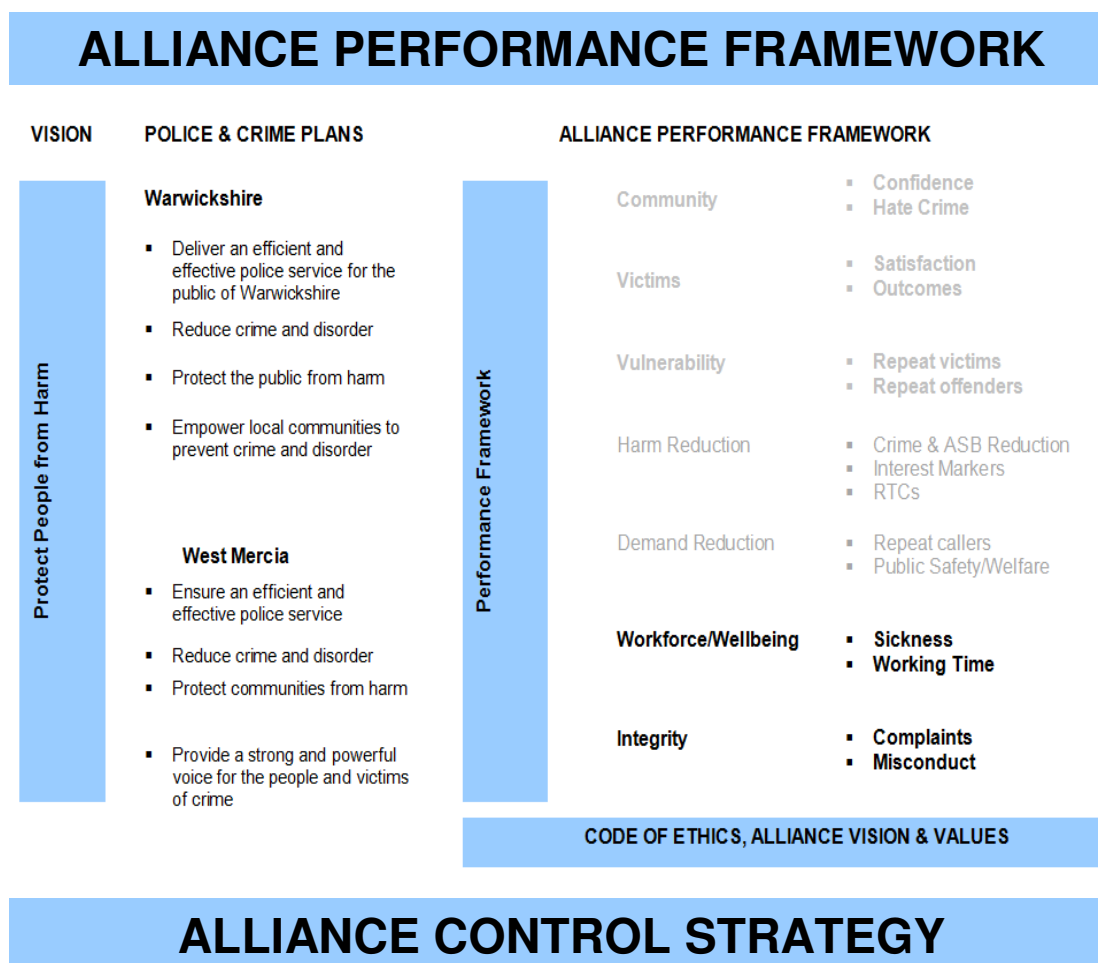 ALLIANCE PERFORMANCE FRAMEWORK
VISION
POLICE & CRIME PLANS
ALLIANCE PERFORMANCE FRAMEWORK
Protect People from Harm
Warwickshire
▪ Deliver an efficient and
effective police service for the
public of Warwickshire
▪ Reduce crime and disorder
▪ Protect the public from harm
▪ Empower local communities to
prevent crime and disorder
West Mercia
▪ Ensure an efficient and
effective police service
▪ Reduce crime and disorder
▪ Protect communities from harm
▪ Provide a strong and powerful
voice for the people and victims
of crime
Performance Framework
Community
▪ Confidence
▪ Hate Crime
Victims
▪ Satisfaction
▪ Outcomes
Vulnerability
▪ Repeat victims
▪ Repeat offenders
Harm Reduction
▪ Crime & ASB Reduction
▪ Interest Markers
▪ RTCs
Demand Reduction
▪ Repeat callers
▪ Public Safety/Welfare
Workforce/Wellbeing
▪ Sickness
▪ Working Time
Integrity
▪ Complaints
▪ Misconduct
CODE OF ETHICS, ALLIANCE VISION & VALUES
ALLIANCE CONTROL STRATEGY